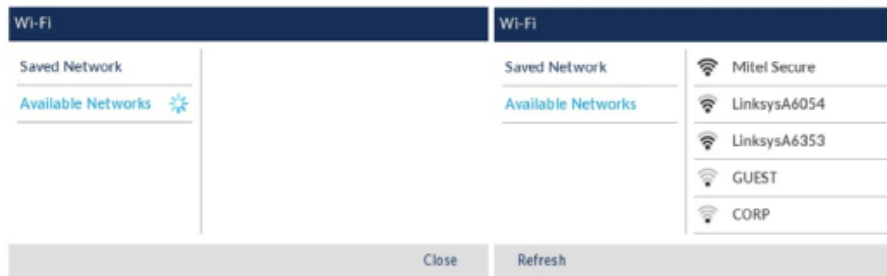 Wi-Fi
Saved Network
Available Networks
Close
Wi-Fi
Saved Network
Available Networks
Mitel Secure
LinksysA6054
LinksysA6353
GUEST
CORP
Refresh